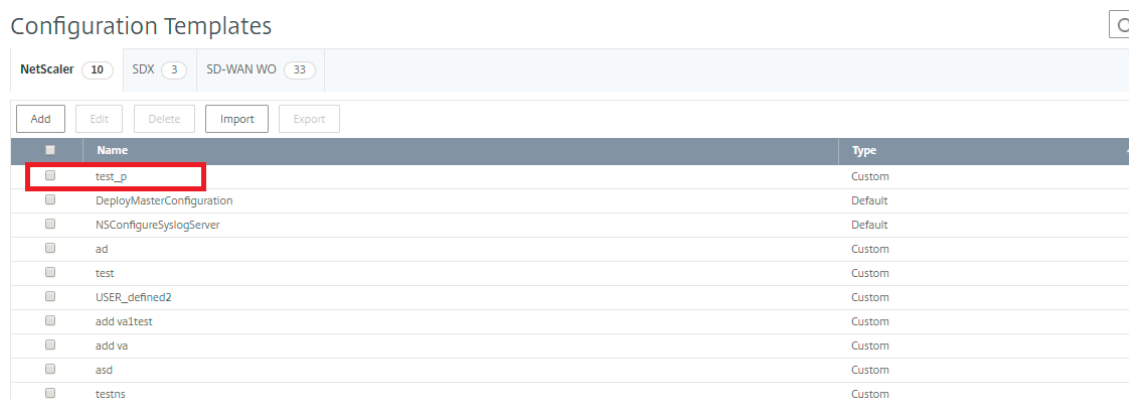 Configuration Templates
NetScaler 10 SDX 3 SD-WAN WO 33
Add Edit Delete Import Export
Name Type
test_p Custom
DeployMasterConfiguration Default
NSConfigureSyslogServer Default
ad Custom
test Custom
USER_defined2 Custom
add va1test Custom
add va Custom
asd Custom
testns Custom